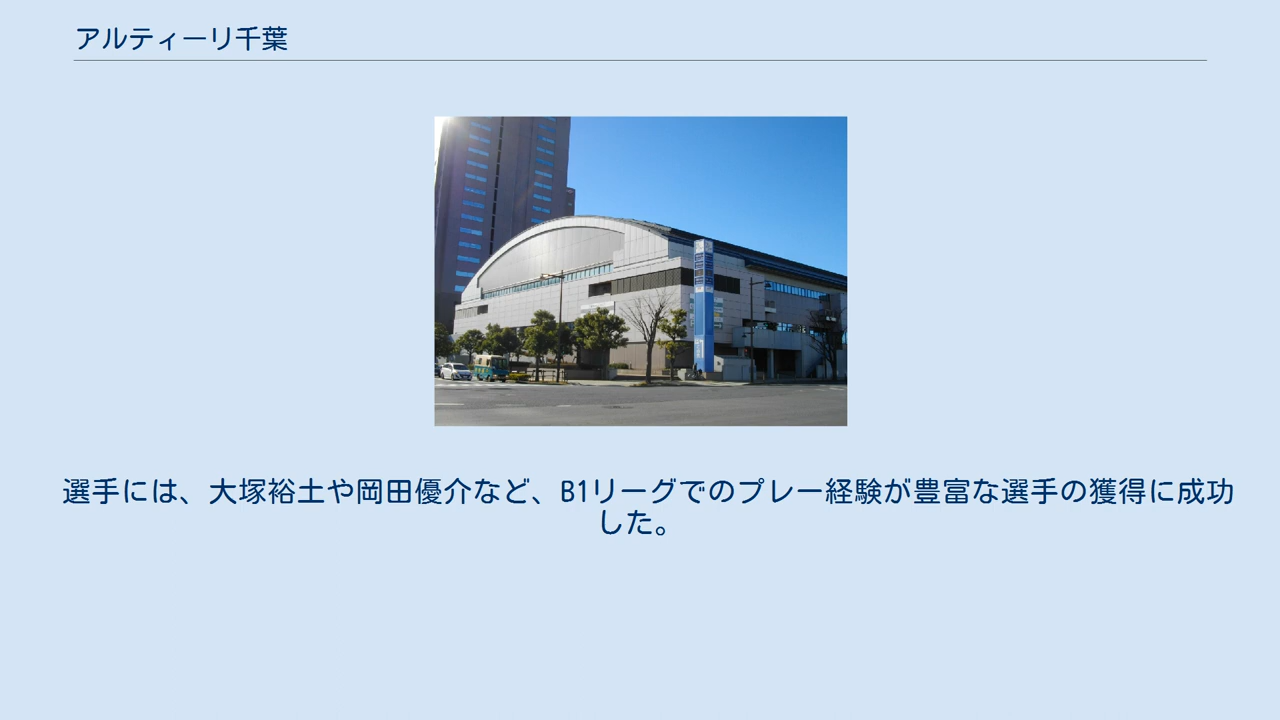 アルティーリ千葉
選手には、大塚裕土や岡田優介など、B1リーグでのプレー経験が豊富な選手の獲得に成功
した。